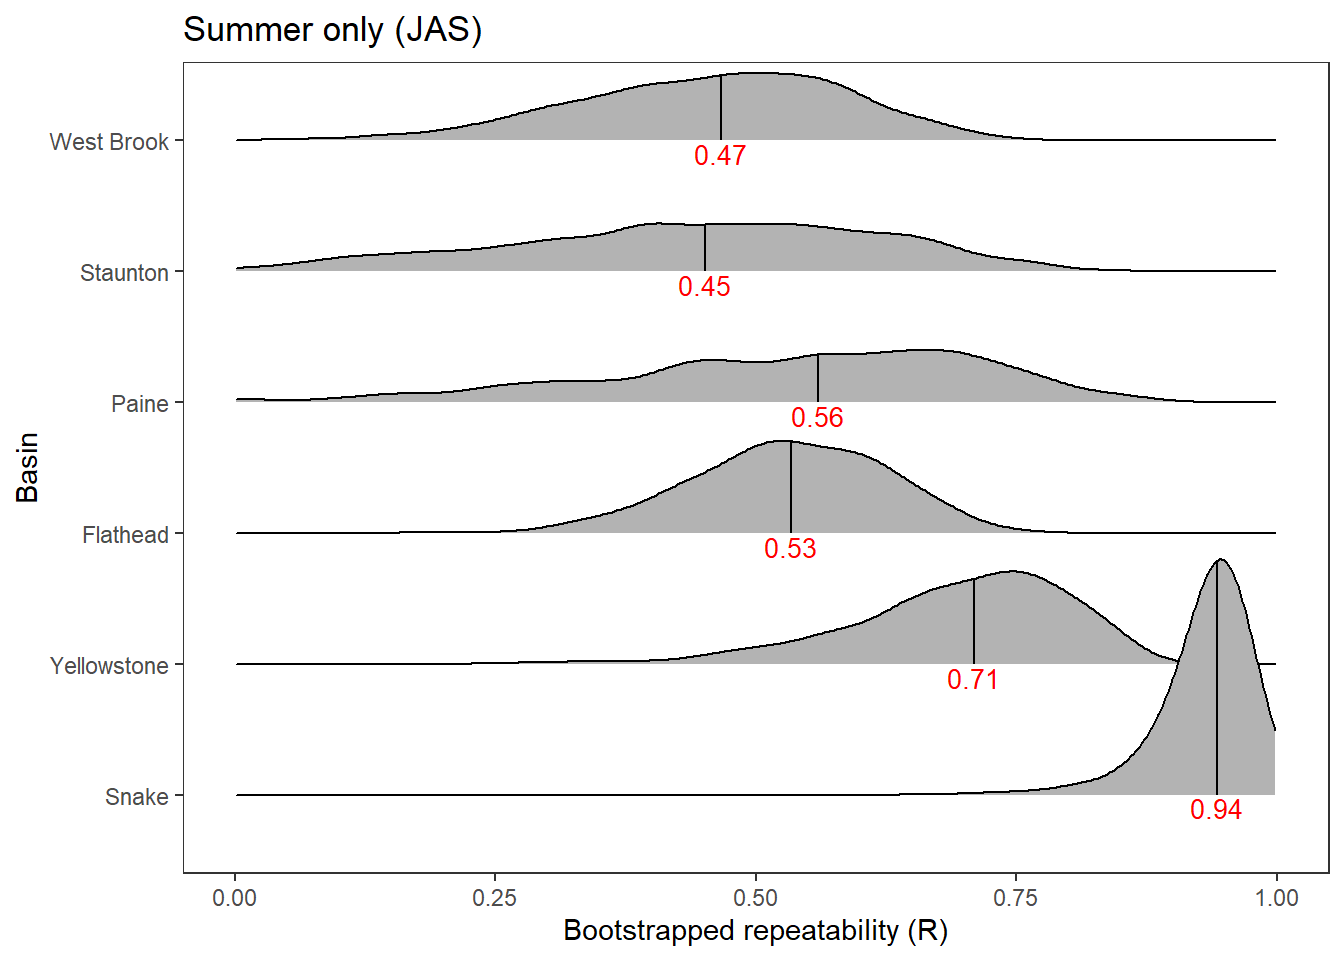 Summer only (JAS)
West Brook
0.47
Staunton
0.45
Paine
0.56
Basin
Flathead
0.53
Yellowstone
0.71
Snake
0.94
0.00 0.25 0.50 0.75 1.00
Bootstrapped repeatability (R)